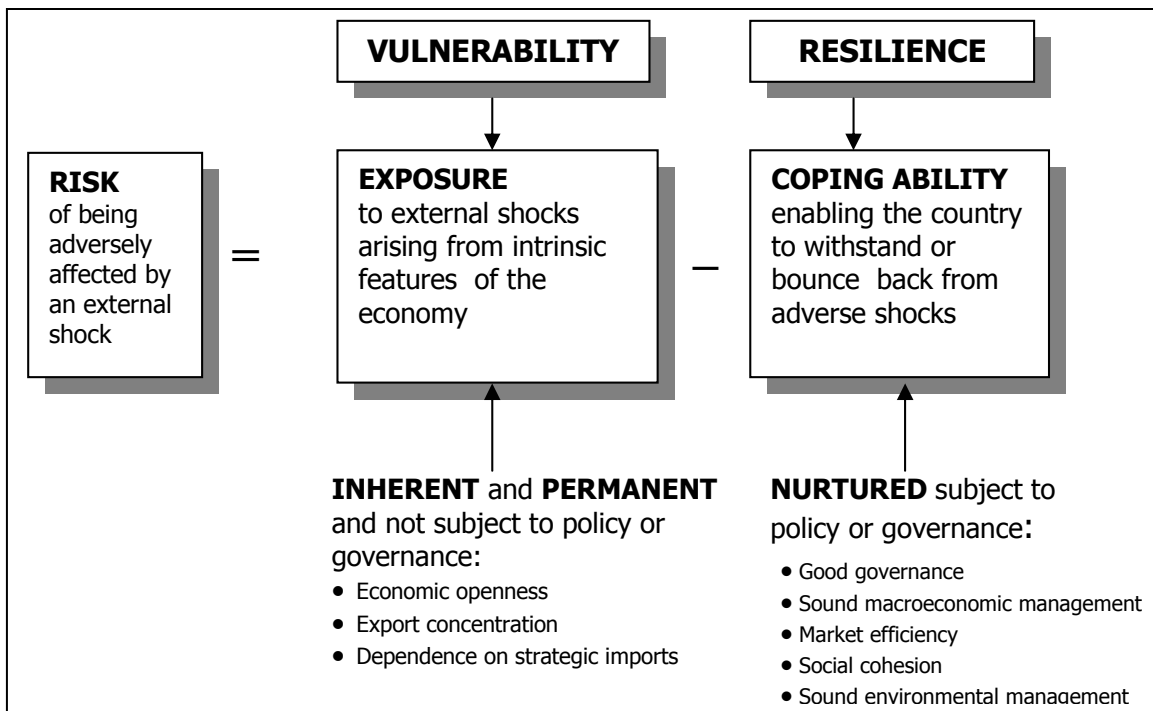 VULNERABILITY
RESILIENCE
RISK
of being
adversely
affected by
an external
shock
=
EXPOSURE
to external shocks
arising from intrinsic
features of the
economy
–
COPING ABILITY
enabling the country
to withstand or
bounce back from
adverse shocks
INHERENT and PERMANENT
and not subject to policy or
governance:
• Economic openness
• Export concentration
• Dependence on strategic imports
NURTURED subject to
policy or governance:
• Good governance
• Sound macroeconomic management
• Market efficiency
• Social cohesion
• Sound environmental management